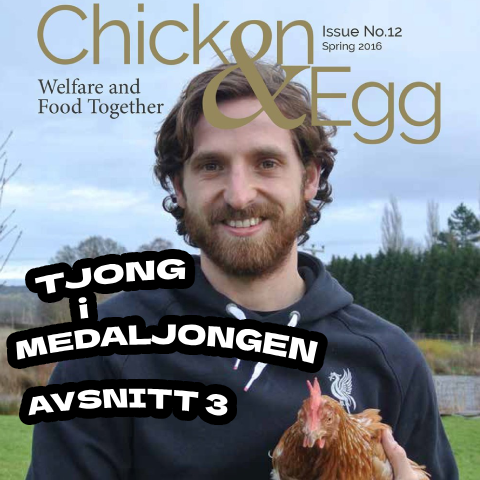 Chicken
& Egg
Issue No.12
Spring 2016
Welfare and
Food Together
TJONG
i
MEDALJONGEN
AVSNITT 3